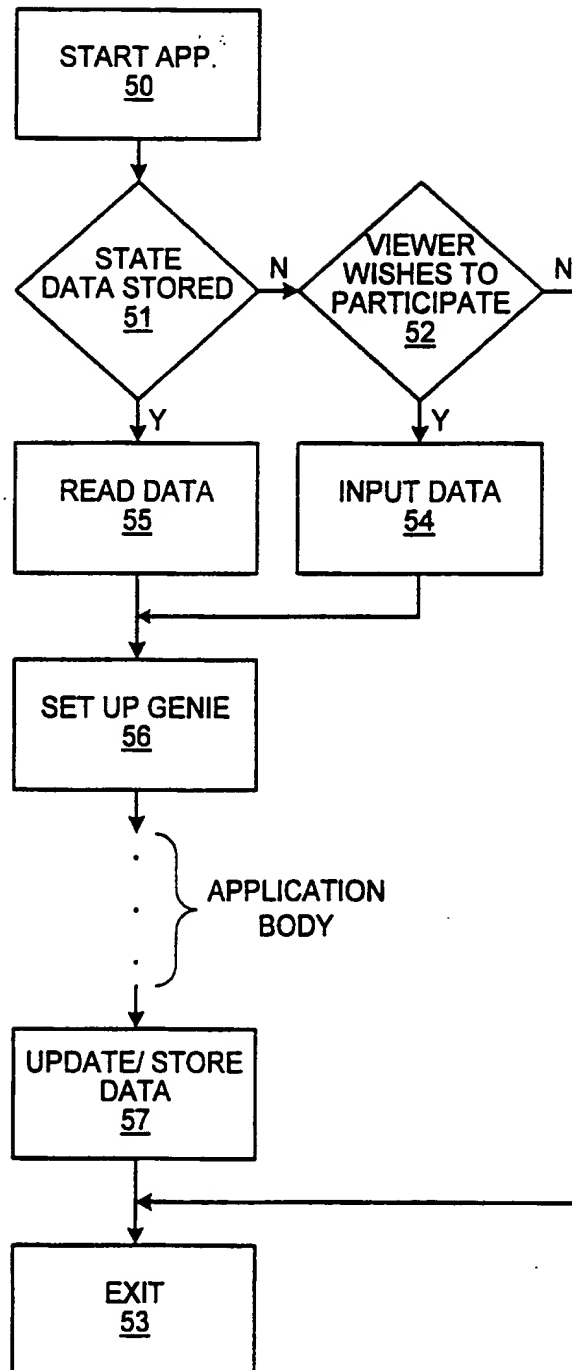 START APP.
50
STATE
DATA STORED
51
N
VIEWER
WISHES TO
PARTICIPATE
52
N
Y
Y
READ DATA
55
INPUT DATA
54
SET UP GENIE
56
APPLICATION
BODY
UPDATE/ STORE
DATA
57
EXIT
53